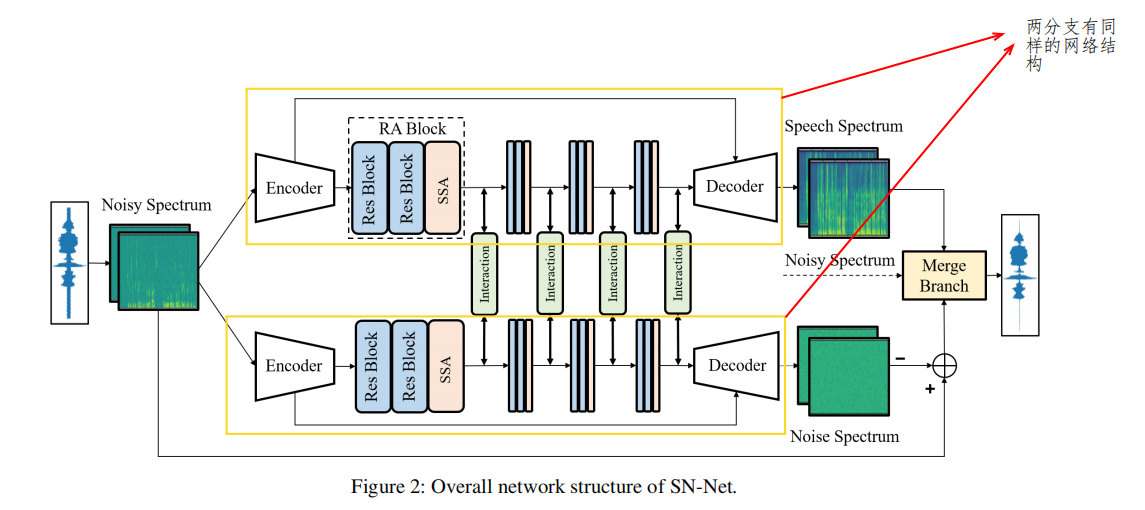 两分支有同
样的网络结
构
RA Block
Speech Spectrum
Encoder
Res Block
Res Block
SSA
Decoder
Noisy Spectrum
Interaction
Interaction
Interaction
Interaction
Noisy Spectrum
Merge
Branch
Encoder
Res Block
Res Block
SSA
Decoder
−
+
Noise Spectrum
Figure 2: Overall network structure of SN-Net.